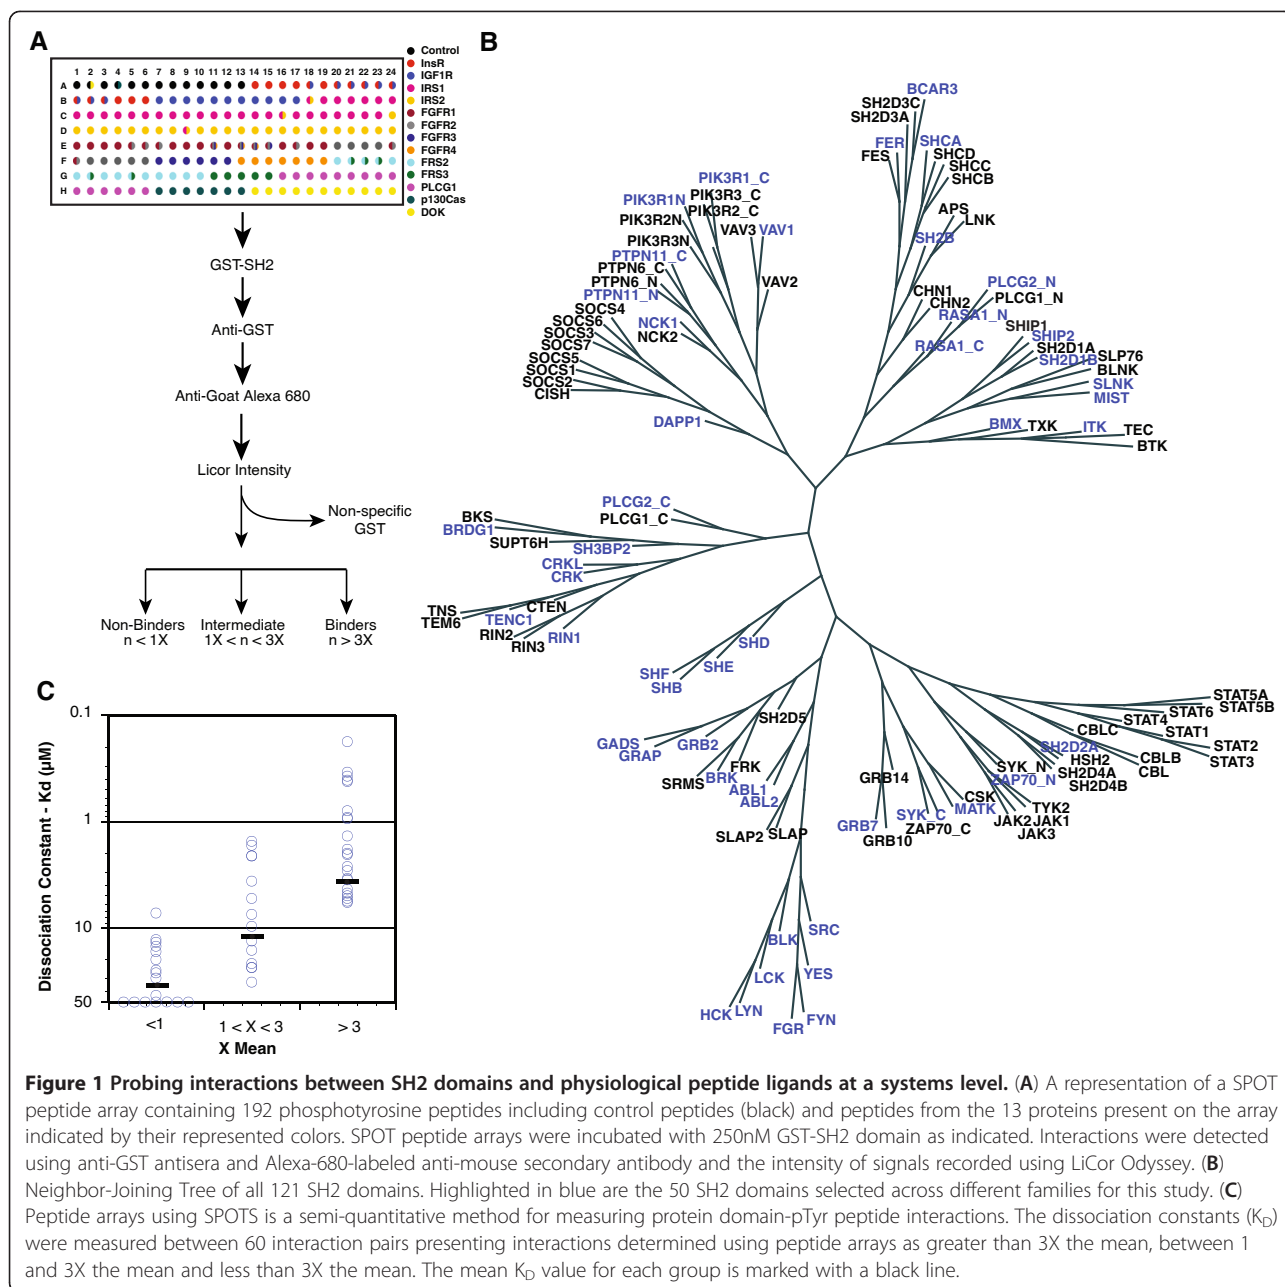 A
1 2 3 4 5 6 7 8 9 10 11 12 13 14 15 16 17 18 19 20 21 22 23 24
A
B
C
D
E
F
G
H
Control
InsR
IGF1R
IRS1
IRS2
FGFR1
FGFR2
FGFR3
FGFR4
FRS2
FRS3
PLCG1
p130Cas
DOK
GST-SH2
Anti-GST
Anti-Goat Alexa 680
Licor Intensity
Non-specific
GST
Non-Binders
n < 1X
Intermediate
1X < n < 3X
Binders
n > 3X
B
BCAR3
SH2D3C
SH2D3A
FER
FES
SHCA
SHCD
SHCC
SHCB
APS
LNK
SH2B
PIK3R1_C
PIK3R1N
PIK3R3_C
PIK3R2_C
PIK3R2N
VAV3
VAV1
PIK3R3N
PTPN11_C
PTPN6_C
PTPN6_N
PTPN11_N
VAV2
SOCS4
SOCS6
SOCS3
SOCS7
SOCS5
SOCS1
SOCS2
CISH
NCK1
NCK2
DAPP1
CHN1
CHN2
PLCG2_N
PLCG1_N
RASA1_N
RASA1_C
SHIP1
SHIP2
SH2D1A
SH2D1B
SLP76
BLNK
SLNK
MIST
BMX
TXK
ITK
TEC
BTK
PLCG2_C
PLCG1_C
BKS
BRDG1
SUPT6H
SH3BP2
CRKL
CRK
TNS
TEM6
CTEN
TENC1
RIN2
RIN3
RIN1
SHD
SHE
SHF
SHB
SH2D5
GADS
GRAP
GRB2
FRK
SRMS
BRK
ABL1
ABL2
SLAP2
SLAP
SRC
BLK
LCK
YES
HCK
LYN
FGR
FYN
GRB14
GRB7
GRB10
SYK_C
ZAP70_C
CSK
MATK
SYK_N
ZAP70_N
TYK2
JAK2
JAK1
JAK3
SH2D2A
HSH2
SH2D4A
SH2D4B
CBLC
CBLB
CBL
STAT5A
STAT5B
STAT6
STAT4
STAT1
STAT2
STAT3
C
Dissociation Constant - Kd (µM)
0.1
1
10
50
<1
1 < X < 3
> 3
X Mean
Figure 1 Probing interactions between SH2 domains and physiological peptide ligands at a systems level. (A) A representation of a SPOT
peptide array containing 192 phosphotyrosine peptides including control peptides (black) and peptides from the 13 proteins present on the array
indicated by their represented colors. SPOT peptide arrays were incubated with 250nM GST-SH2 domain as indicated. Interactions were detected
using anti-GST antisera and Alexa-680-labeled anti-mouse secondary antibody and the intensity of signals recorded using LiCor Odyssey. (B)
Neighbor-Joining Tree of all 121 SH2 domains. Highlighted in blue are the 50 SH2 domains selected across different families for this study. (C)
Peptide arrays using SPOTS is a semi-quantitative method for measuring protein domain-pTyr peptide interactions. The dissociation constants (KD)
were measured between 60 interaction pairs presenting interactions determined using peptide arrays as greater than 3X the mean, between 1
and 3X the mean and less than 3X the mean. The mean KD value for each group is marked with a black line.